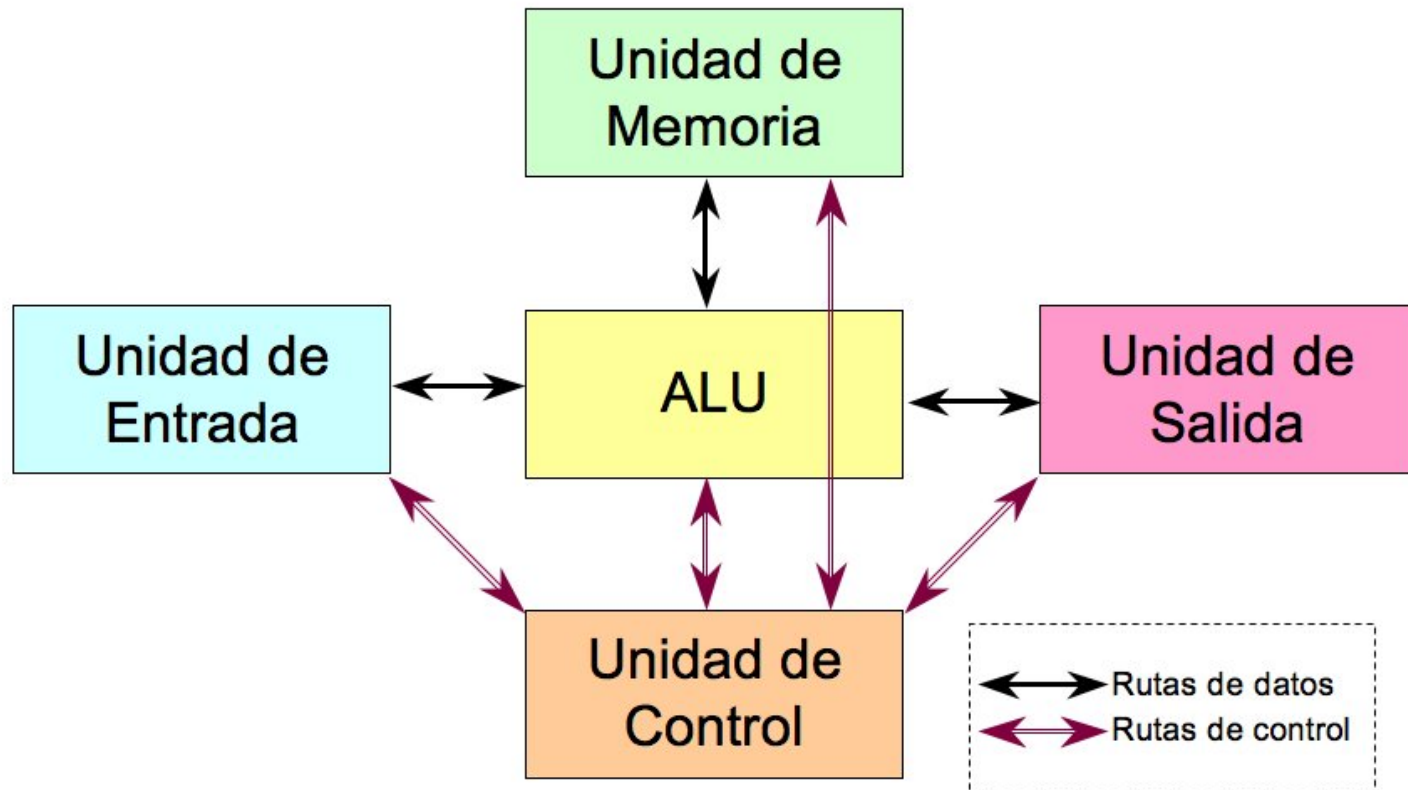 Unidad de
Memoria
Unidad de
Entrada
ALU
Unidad de
Salida
Unidad de
Control
Rutas de datos
Rutas de control